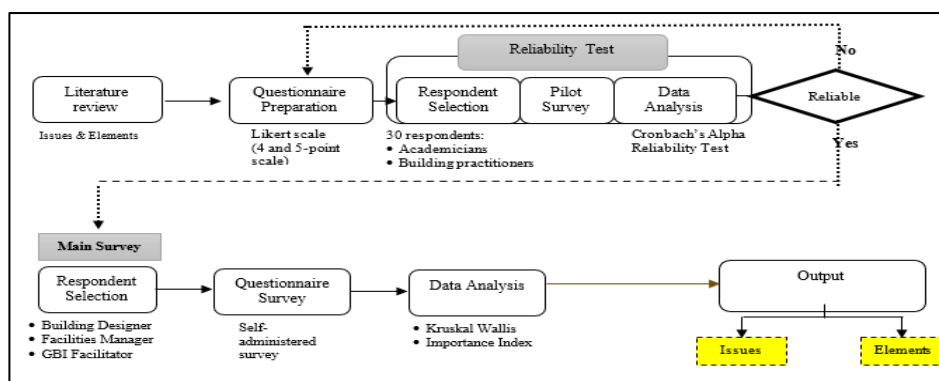 Reliability Test
No
Literature
review
Questionnaire
Preparation
Respondent
Selection
Pilot
Survey
Data
Analysis
Reliable
Issues & Elements
Likert scale
(4 and 5-point
scale)
30 respondents:
• Academicians
• Building practitioners
Cronbach's Alpha
Reliability Test
Yes
Main Survey
Respondent
Selection
Questionnaire
Survey
Data Analysis
Output
• Building Designer
• Facilities Manager
• GBI Facilitator
Self-
administered
survey
• Kruskal Wallis
• Importance Index
Issues
Elements